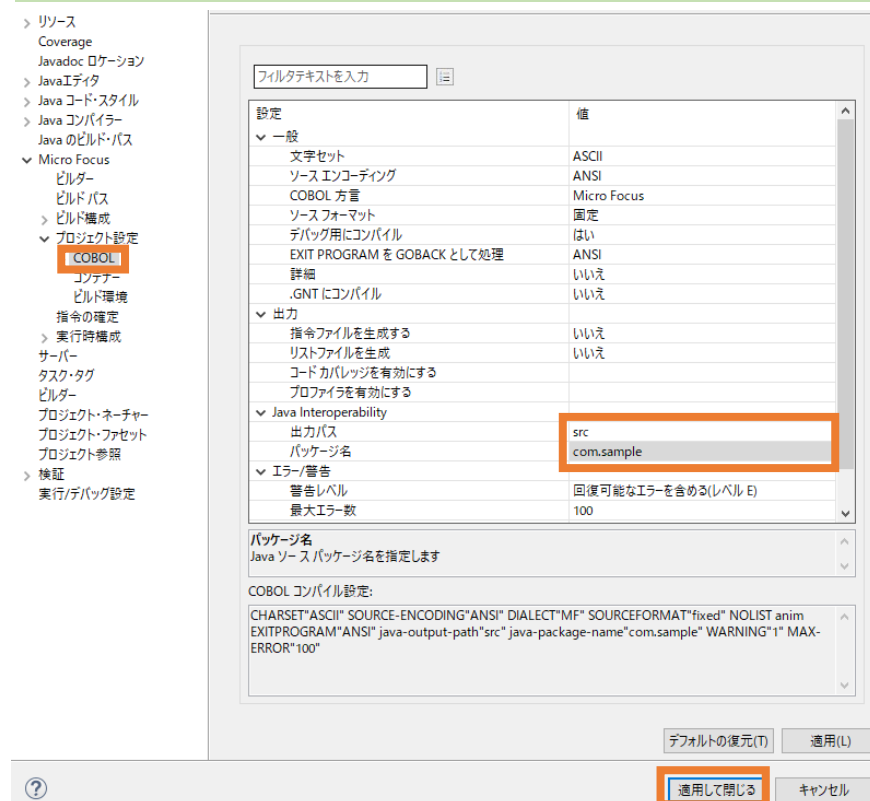 リソース
Coverage
Javadoc ロケーション
Javaエディタ
Java コード・スタイル
Java コンパイラー
Java のビルド・パス
Micro Focus
ビルダー
ビルド パス
ビルド構成
プロジェクト設定
COBOL
コンテナー
ビルド環境
指令の確定
実行時構成
サーバー
タスク・タグ
ビルダー
プロジェクト・ネーチャー
プロジェクト・ファセット
プロジェクト参照
検証
実行/デバッグ設定
フィルタテキストを入力
設定 値
一般
文字セット ASCII
ソース エンコーディング ANSI
COBOL 方言 Micro Focus
ソース フォーマット 固定
デバッグ用にコンパイル はい
EXIT PROGRAM を GOBACK として処理 ANSI
詳細 いいえ
.GNT にコンパイル いいえ
出力
指令ファイルを生成する いいえ
リストファイルを生成 いいえ
コード カバレッジを有効にする
プロファイラを有効にする
Java Interoperability
出力パス src
パッケージ名 com.sample
エラー/警告
警告レベル 回復可能なエラーを含める(レベル E)
最大エラー数 100
パッケージ名
Java ソース パッケージ名を指定します
COBOL コンパイル設定:
CHARSET"ASCII" SOURCE-ENCODING"ANSI" DIALECT"MF" SOURCEFORMAT"fixed" NOLIST anim
EXITPROGRAM"ANSI" java-output-path"src" java-package-name"com.sample" WARNING"1" MAX-
ERROR"100"
デフォルトの復元(T) 適用(L)
? 適用して閉じる キャンセル